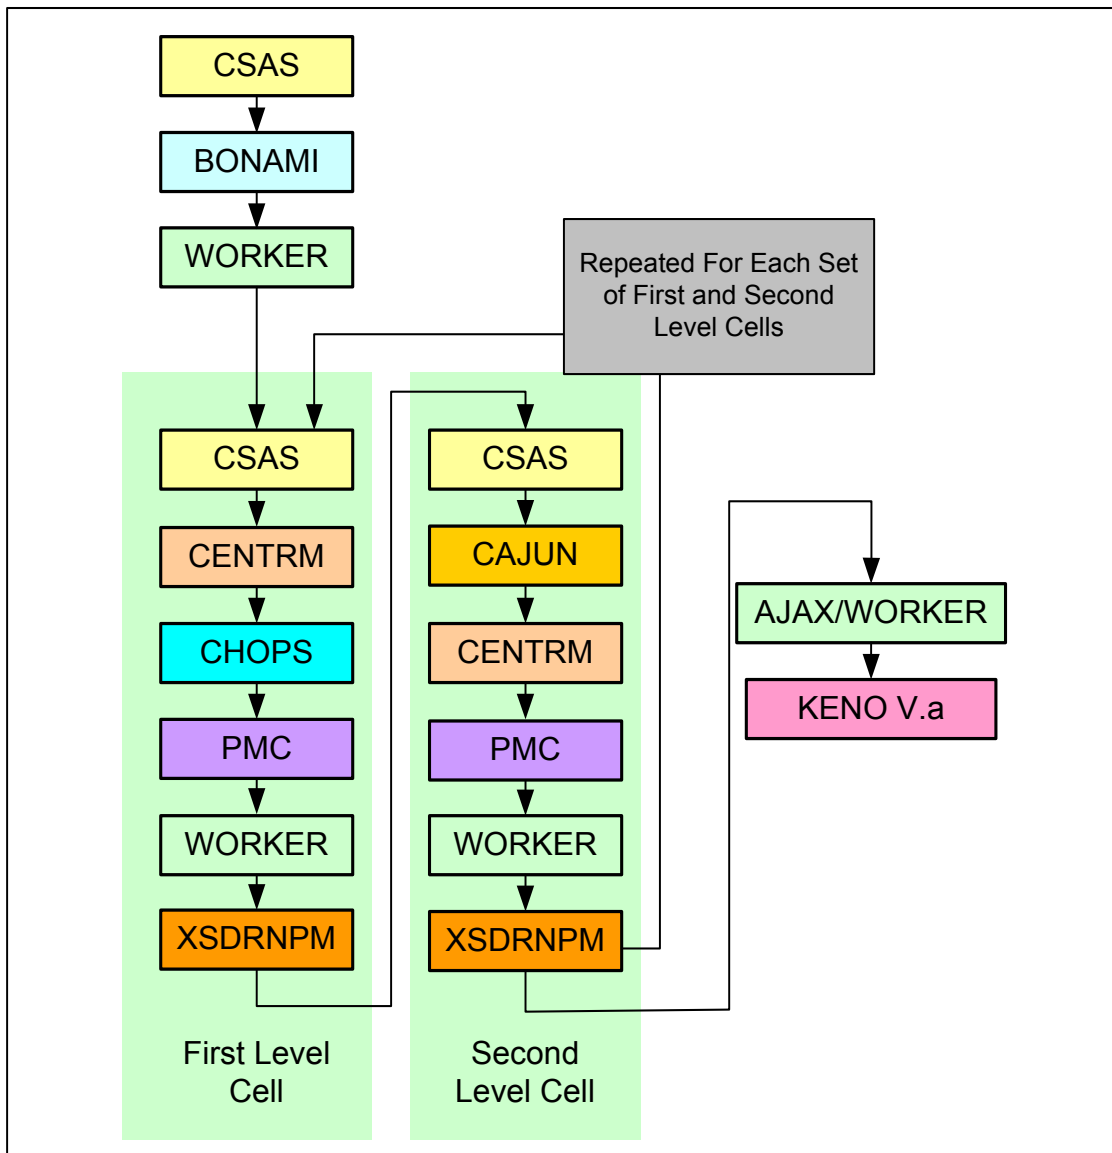 CSAS
BONAMI
WORKER
Repeated For Each Set
of First and Second
Level Cells
CSAS
CENTRM
CHOPS
PMC
WORKER
XSDRNPM
First Level
Cell
CSAS
CAJUN
CENTRM
PMC
WORKER
XSDRNPM
Second
Level Cell
AJAX/WORKER
KENO V.a